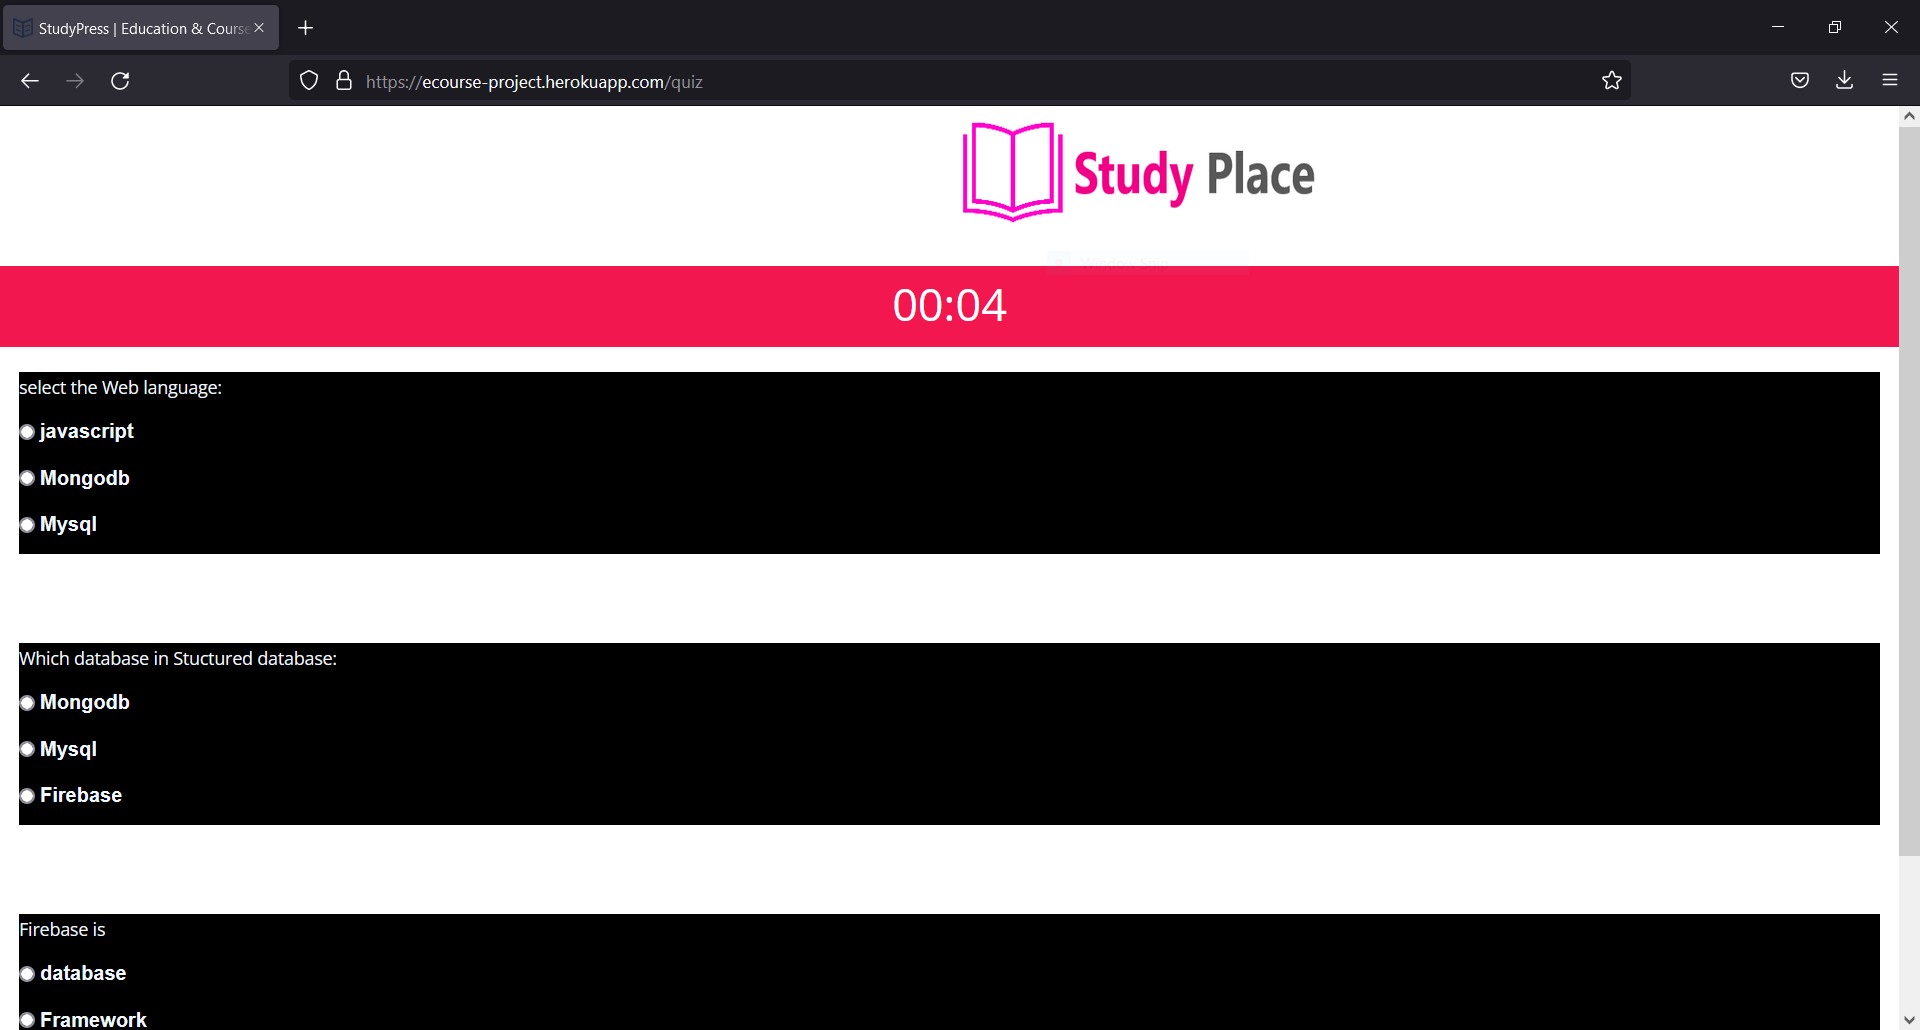 StudyPress | Education & Course
https://ecourse-project.herokuapp.com/quiz
Study Place
00:04
select the Web language:
javascript
Mongodb
Mysql
Which database in Stuctured database:
Mongodb
Mysql
Firebase
Firebase is
database
Framework